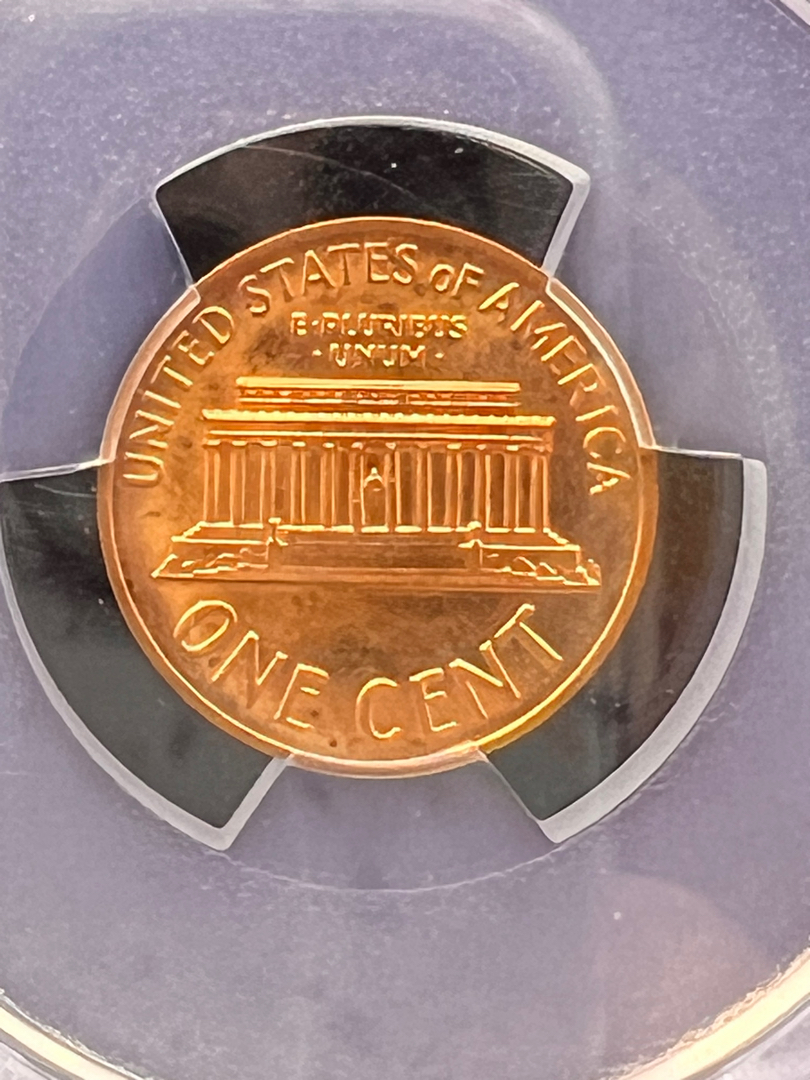 UNITED STATES OF AMERICA
E·PLURIBUS
·UNUM·
ONE CENT